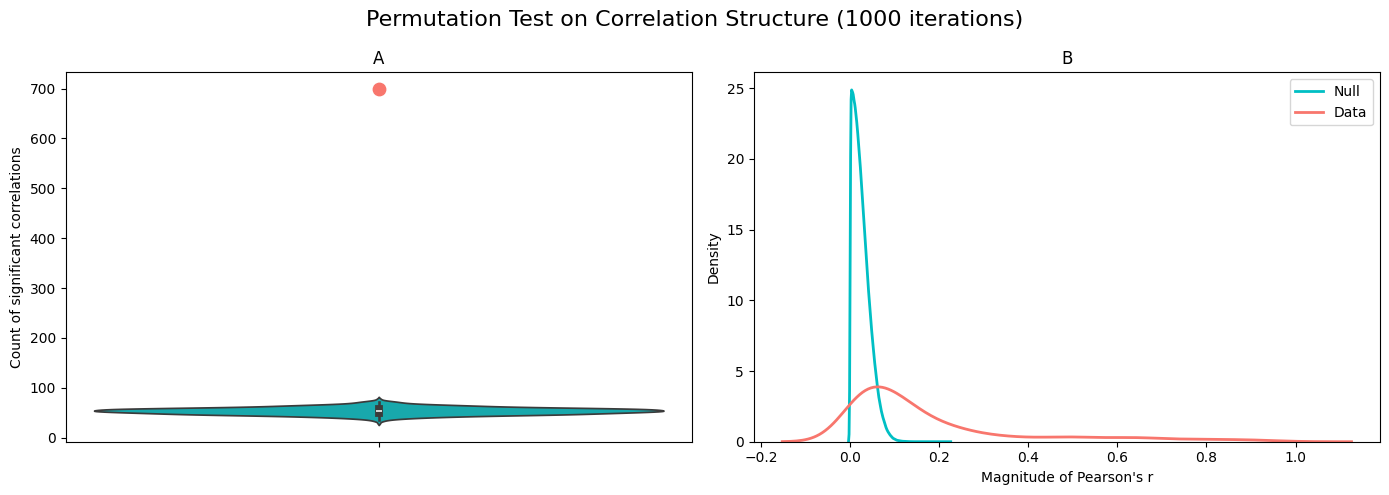 Permutation Test on Correlation Structure (1000 iterations)
A
Count of significant correlations
700
600
500
400
300
200
100
0
B
Density
25
20
15
10
5
0
Null
Data
−0.2
0.0
0.2
0.4
0.6
0.8
1.0
Magnitude of Pearson's r